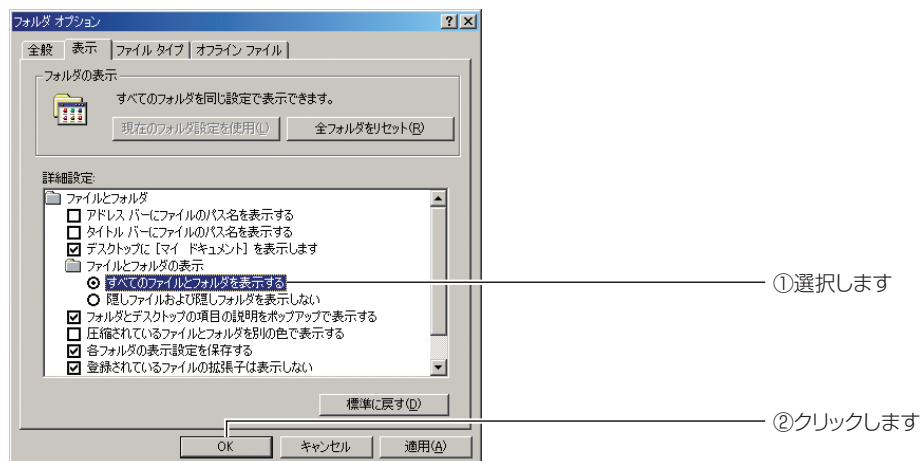 フォルダ オプション
全般 表示 ファイル タイプ オフライン ファイル
フォルダの表示
すべてのフォルダを同じ設定で表示できます。
現在のフォルダ設定を使用(L) 全フォルダをリセット(R)
詳細設定:
ファイルとフォルダ
アドレス バーにファイルのパス名を表示する
タイトル バーにファイルのパス名を表示する
デスクトップに [マイ ドキュメント] を表示します
ファイルとフォルダの表示
すべてのファイルとフォルダを表示する
①選択します
隠しファイルおよび隠しフォルダを表示しない
フォルダとデスクトップの項目の説明をポップアップで表示する
圧縮されているファイルとフォルダを別の色で表示する
各フォルダの表示設定を保存する
登録されているファイルの拡張子は表示しない
標準に戻す(D)
②クリックします
OK キャンセル 適用(A)